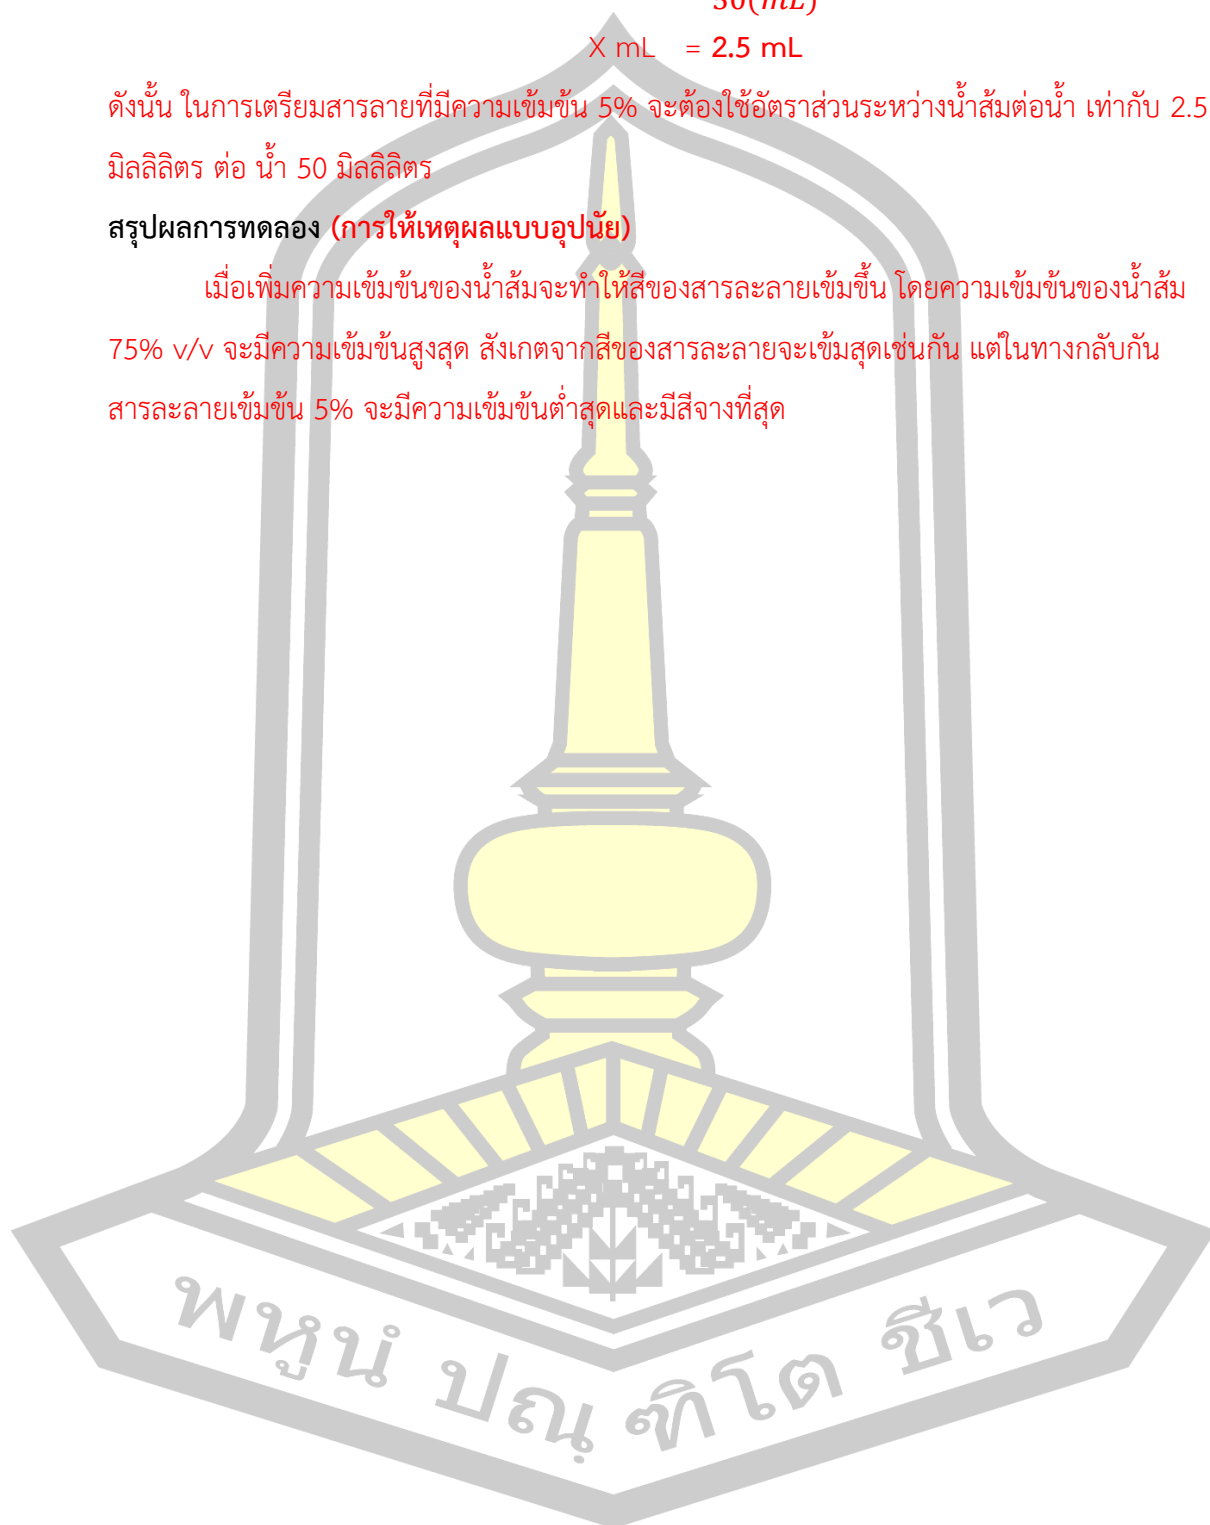 X mL = 2.5 mL
ดังนั้น ในการเตรียมสารลายที่มีความเข้มข้น 5% จะต้องใช้อัตราส่วนระหว่างน้ำส้มต่อน้ำ เท่ากับ 2.5
มิลลิลิตร ต่อ น้ำ 50 มิลลิลิตร
สรุปผลการทดลอง (การให้เหตุผลแบบอุปนัย)
เมื่อเพิ่มความเข้มข้นของน้ำส้มจะทำให้สีของสารละลายเข้มขึ้น โดยความเข้มข้นของน้ำส้ม
75% v/v จะมีความเข้มข้นสูงสุด สังเกตจากสีของสารละลายจะเข้มสุดเช่นกัน แต่ในทางกลับกัน
สารละลายเข้มข้น 5% จะมีความเข้มข้นต่ำสุดและมีสีจางที่สุด
พหูนํ ปณฺฑิโต ชีเว